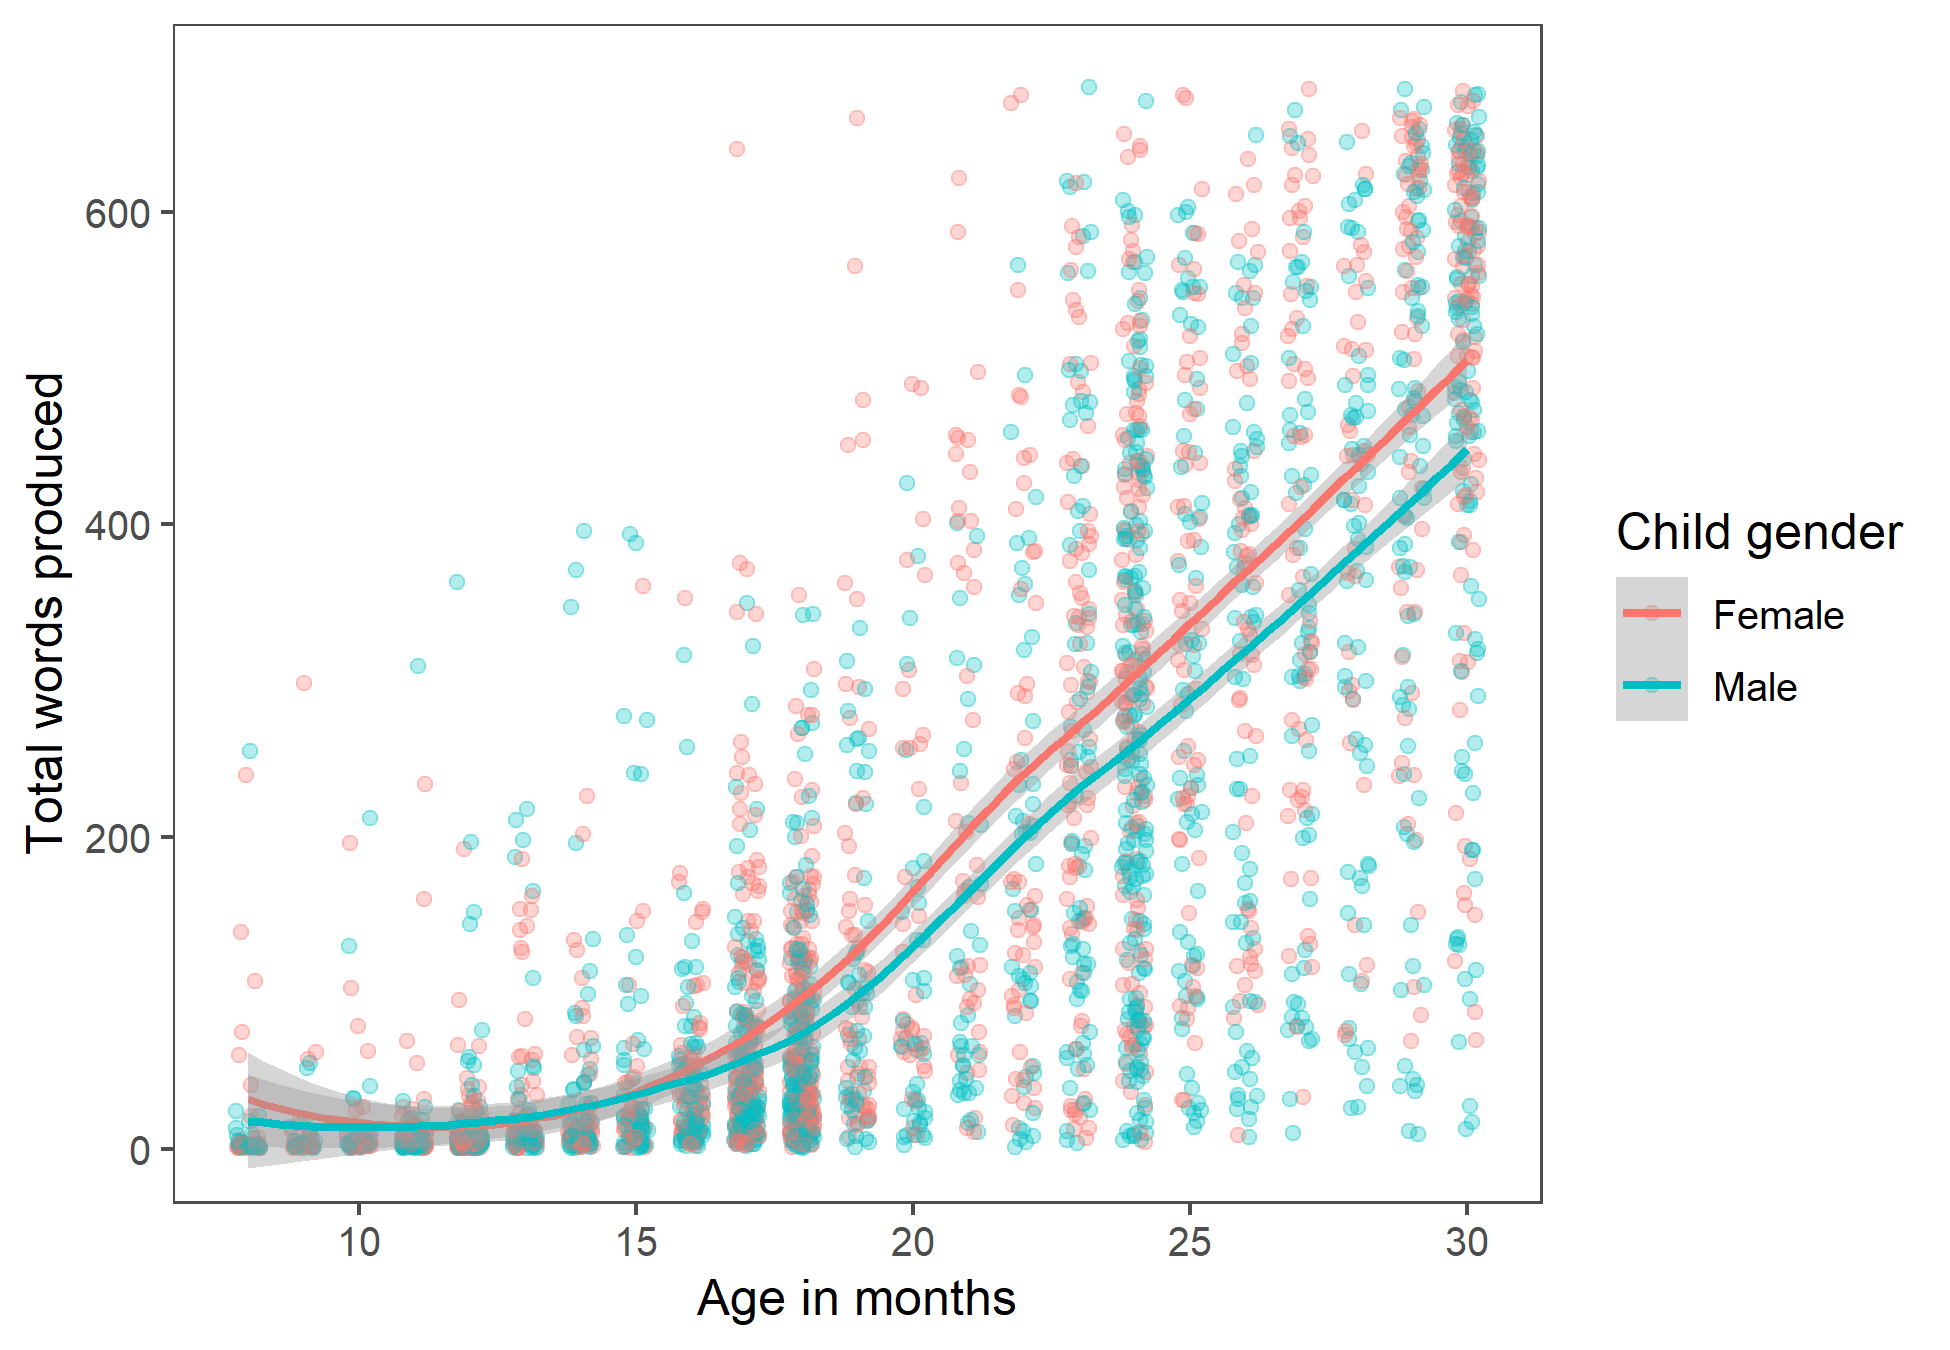 Total words produced
600
400
200
0
10 15 20 25 30
Age in months
Child gender
Female
Male